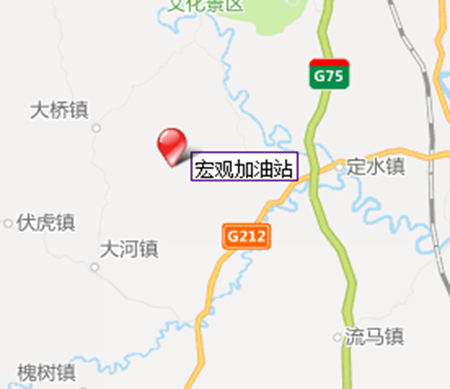 文化景区
G75
大桥镇
宏观加油站
定水镇
伏虎镇
G212
大河镇
流马镇
槐树镇